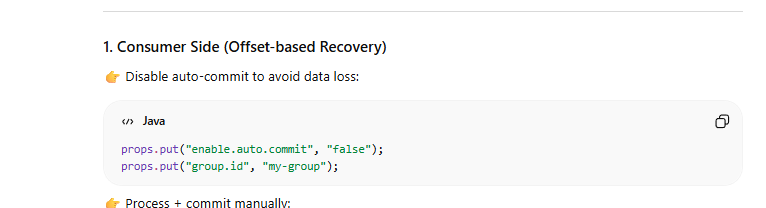 1. Consumer Side (Offset-based Recovery)
👉 Disable auto-commit to avoid data loss:
</> Java
props.put("enable.auto.commit", "false");
props.put("group.id", "my-group");
👉 Process + commit manually: